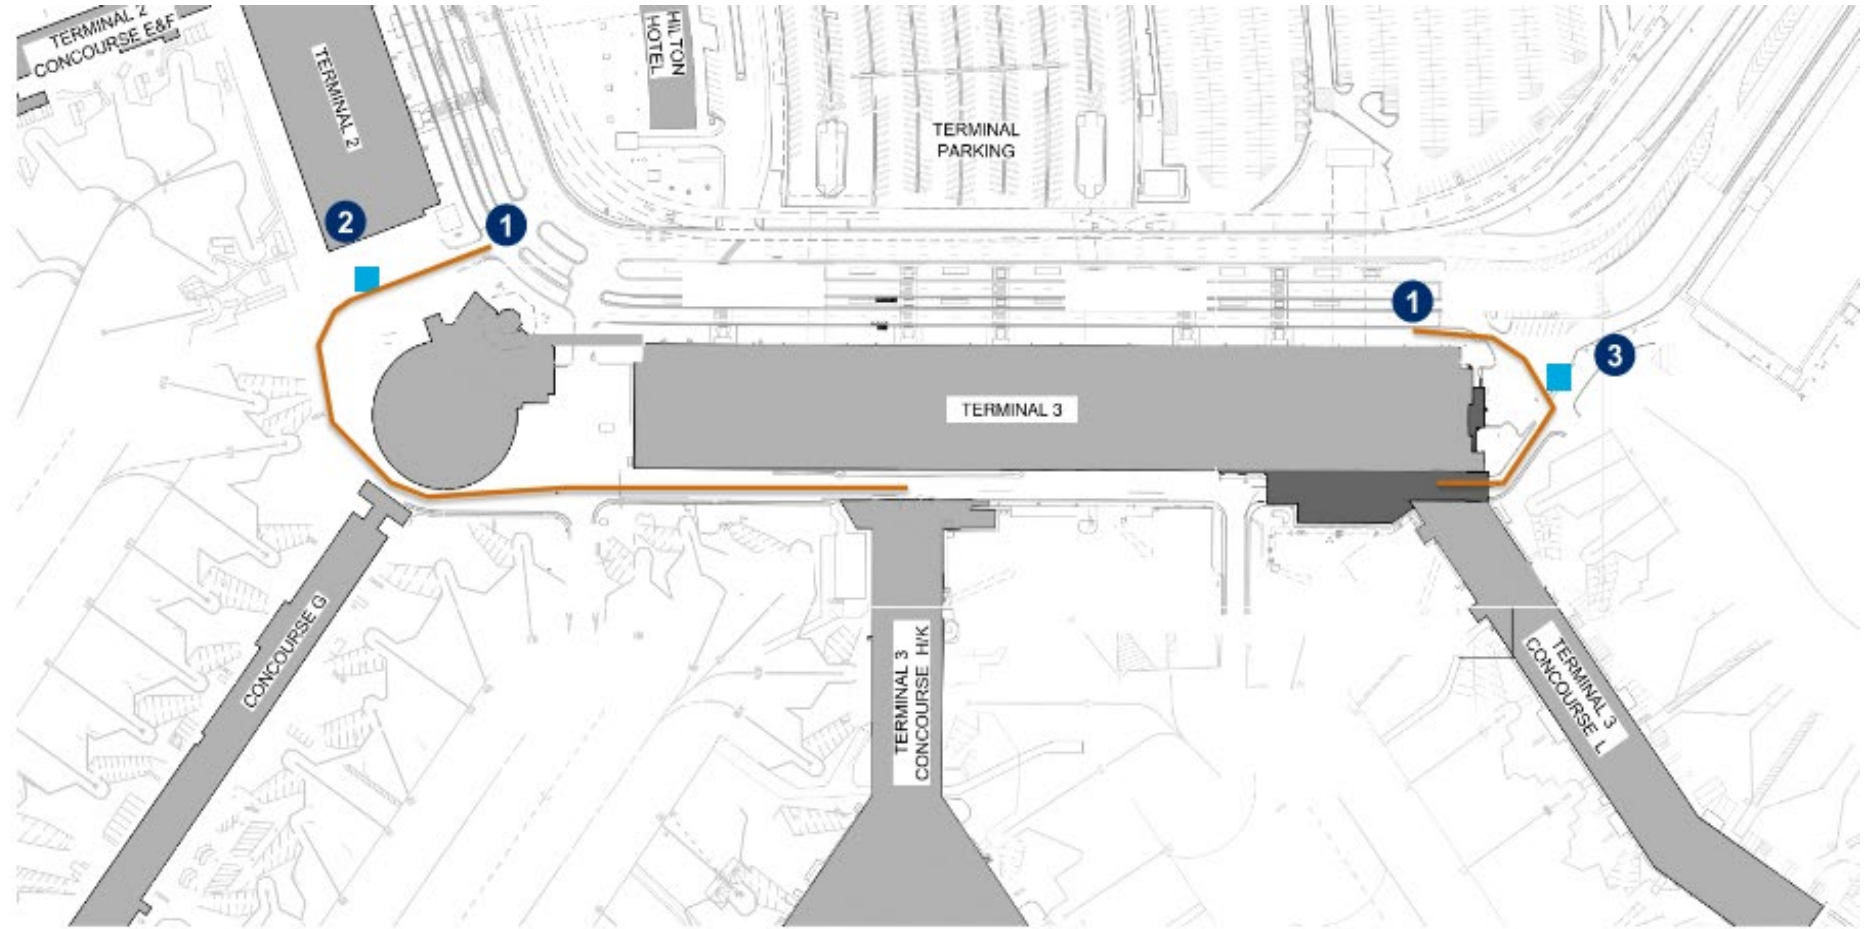 TERMINAL 2
CONCOURSE E&F
TERMINAL 2
HILTON
HOTEL
TERMINAL
PARKING
2
1
1
3
TERMINAL 3
CONCOURSE G
TERMINAL 3
CONCOURSE H/K
TERMINAL 3
CONCOURSE L